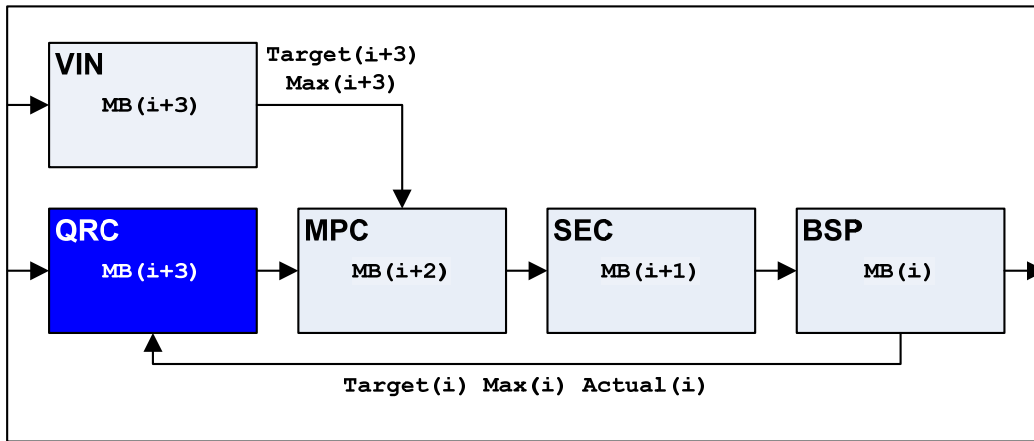 VIN
MB(i+3)
Target(i+3)
Max(i+3)
QRC
MB(i+3)
MPC
MB(i+2)
SEC
MB(i+1)
BSP
MB(i)
Target(i) Max(i) Actual(i)